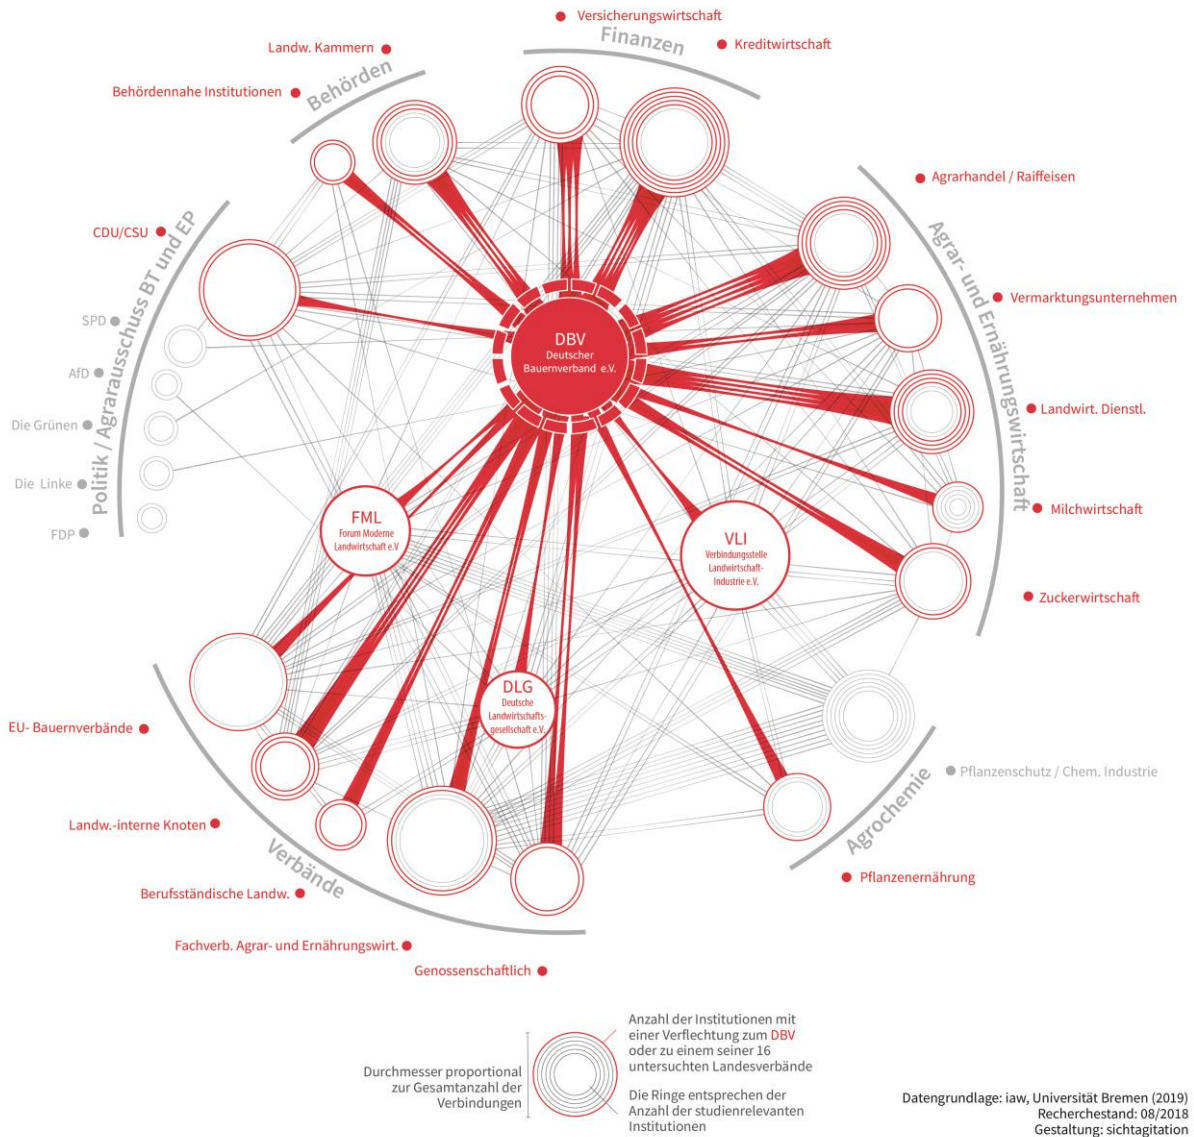 Versicherungswirtschaft
Finanzen
Kreditwirtschaft
Landw. Kammern
Behördennahe Institutionen
Behörden
Agrarhandel / Raiffeisen
Agrar- und Ernährungswirtschaft
Vermarktungsunternehmen
Landwirt. Dienstl.
Milchwirtschaft
Zuckerwirtschaft
CDU/CSU
SPD
AfD
Die Grünen
Die Linke
FDP
Politik / Agrarausschuss BT und EP
DBV
Deutscher
Bauernverband e.V.
FML
Forum Moderne
Landwirtschaft e.V
VLI
Verbindungsstelle
Landwirtschaft-
Industrie e.V.
DLG
Deutsche
Landwirtschafts-
gesellschaft e.V.
EU- Bauernverbände
Landw.-interne Knoten
Berufsständische Landw.
Fachverb. Agrar- und Ernährungswirt.
Genossenschaftlich
Verbände
Pflanzenschutz / Chem. Industrie
Agrochemie
Pflanzenernährung
Durchmesser proportional
zur Gesamtanzahl der
Verbindungen
Anzahl der Institutionen mit
einer Verflechtung zum DBV
oder zu einem seiner 16
untersuchten Landesverbände
Die Ringe entsprechen der
Anzahl der studienrelevanten
Institutionen
Datengrundlage: iaw, Universität Bremen (2019)
Recherchestand: 08/2018
Gestaltung: sichtagitation